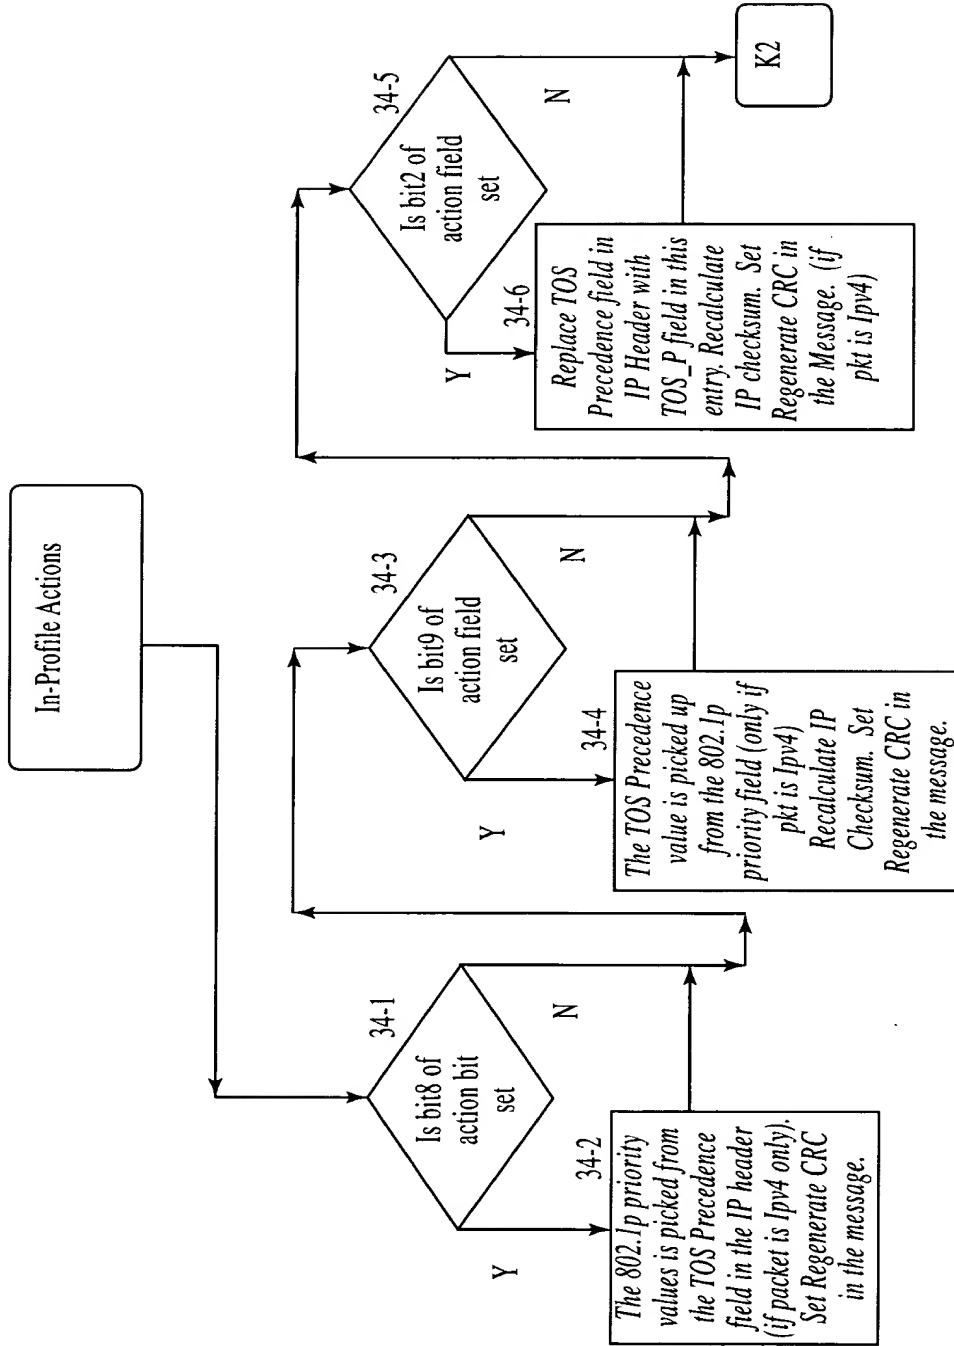 In-Profile Actions
34-1
Is bit8 of
action bit
set
Y
N
34-2
The 802.1p priority
values is picked from
the TOS Precedence
field in the IP header
(if packet is Ipv4 only).
Set Regenerate CRC
in the message.
34-3
Is bit9 of
action field
set
Y
N
34-4
The TOS Precedence
value is picked up
from the 802.1p
priority field (only if
pkt is Ipv4)
Recalculate IP
Checksum. Set
Regenerate CRC in
the message.
34-5
Is bit2 of
action field
set
Y
N
34-6
Replace TOS
Precedence field in
IP Header with
TOS_P field in this
entry. Recalculate
IP checksum. Set
Regenerate CRC in
the Message. (if
pkt is Ipv4)
K2